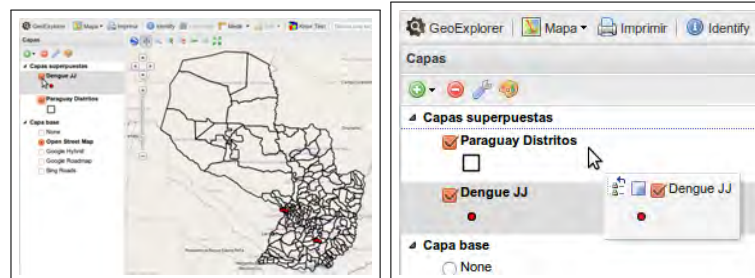 GeoExplorer Mapa Imprimir Identify
Capas
Capas superpuestas
Dengue JJ
Paraguay Distritos
Capa base
None
Open Street Map
Google Hybrid
Google Roadmap
Bing Roads
GeoExplorer Mapa Imprimir Identify
Capas
Capas superpuestas
Paraguay Distritos
Dengue JJ
Dengue JJ
Capa base
None